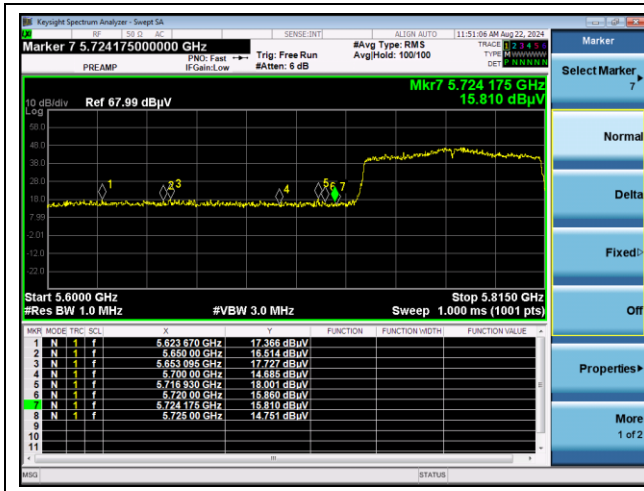 Keysight Spectrum Analyzer - Swept SA
RF 50 Ω AC SENSE:INT ALIGN AUTO 11:51:06 AM Aug 22, 2024
Marker 7 5.724175000000 GHz
PREAMP
PNO: Fast
IFGain:Low
Trig: Free Run
#Atten: 6 dB
#Avg Type: RMS
Avg|Hold: 100/100
TRACE 1 2 3 4 5 6
TYPE M W W W W W
DET P N N N N N
Mkr7 5.724 175 GHz
15.810 dBµV
10 dB/div Ref 67.99 dBµV
Log
58.0
48.0
38.0
28.0
18.0
7.99
-2.01
-12.0
-22.0
1 2 3 4 5 6 7
Start 5.6000 GHz Stop 5.8150 GHz
#Res BW 1.0 MHz #VBW 3.0 MHz Sweep 1.000 ms (1001 pts)
MKR MODE TRC SCL X Y FUNCTION FUNCTION WIDTH FUNCTION VALUE
1 N 1 f 5.623 670 GHz 17.366 dBµV
2 N 1 f 5.650 00 GHz 16.514 dBµV
3 N 1 f 5.653 095 GHz 17.727 dBµV
4 N 1 f 5.700 00 GHz 14.685 dBµV
5 N 1 f 5.716 930 GHz 18.001 dBµV
6 N 1 f 5.720 00 GHz 15.860 dBµV
7 N 1 f 5.724 175 GHz 15.810 dBµV
8 N 1 f 5.725 00 GHz 14.751 dBµV
9
10
11
MSG STATUS
Marker
Select Marker
7
Normal
Delta
Fixed
Off
Properties
More
1 of 2